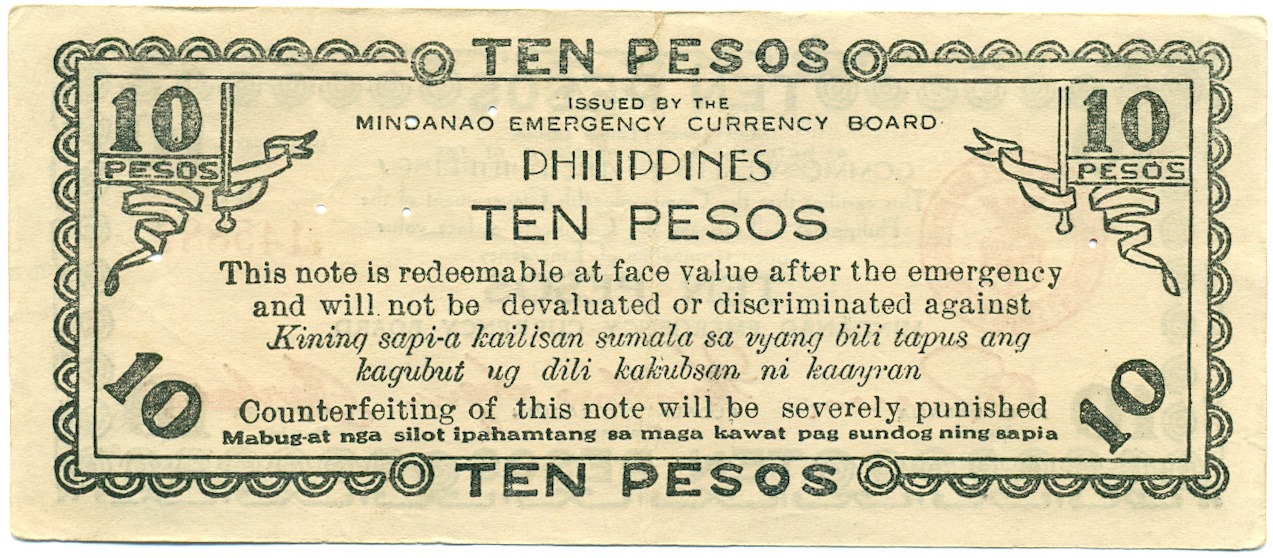 TEN PESOS
10 PESOS
10 PESOS
ISSUED BY THE
MINDANAO EMERGENCY CURRENCY BOARD
PHILIPPINES
TEN PESOS
This note is redeemable at face value after the emergency
and will not be devaluated or discriminated against
Kining sapi-a kailisan sumala sa vyang bili tapus ang
kagubut ug dili kakubsan ni kaayran
10
10
Counterfeiting of this note will be severely punished
Mabug-at nga silot ipahamtang sa maga kawat pag sundog ning sapia
TEN PESOS